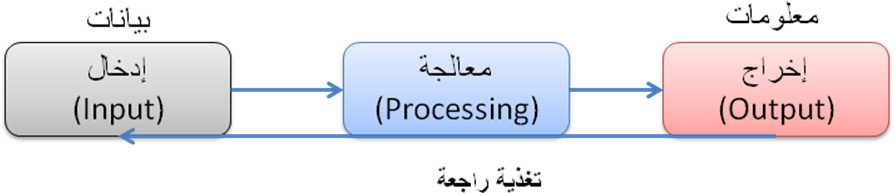 بيانات
معلومات
إدخال
(Input)
معالجة
(Processing)
إخراج
(Output)
تغذية راجعة